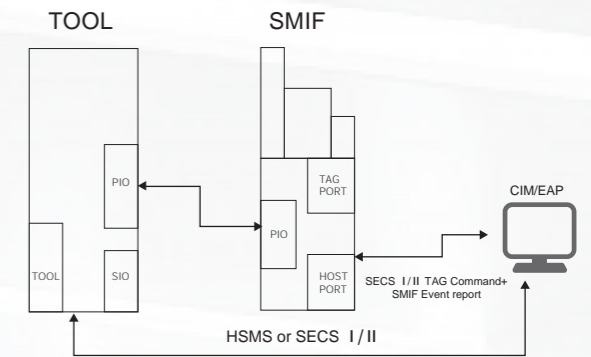 TOOL
SMIF
PIO
TAG
PORT
CIM/EAP
PIO
TOOL
SIO
HOST
PORT
SECS I/II TAG Command+
SMIF Event report
HSMS or SECS I/II